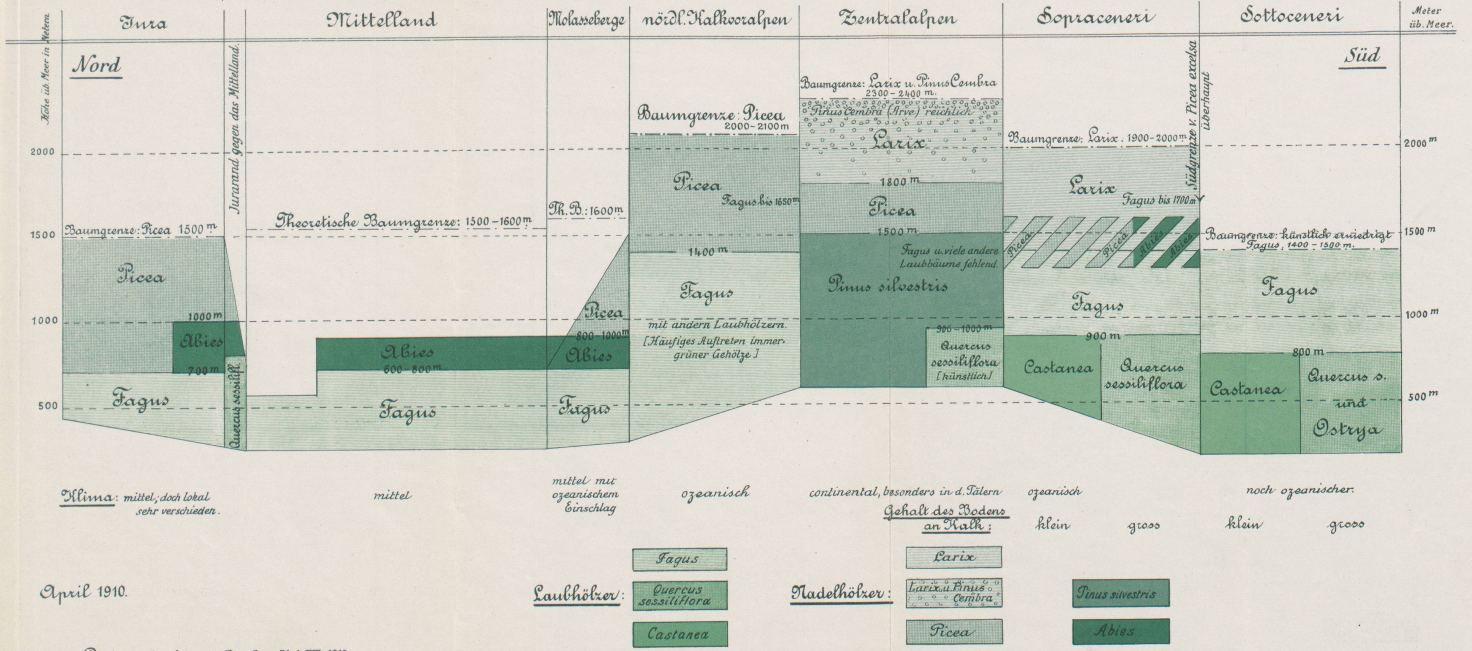 Jura
Mittelland
Molasseberge
nördl. Kalkvoralpen
Zentralalpen
Sopraceneri
Sottoceneri
Meter
üb. Meer.
Höhe üb. Meer in Metern.
Nord
Süd
Jurarand gegen das Mittelland.
Südgrenze v. Picea excelsa
überhaupt
Baumgrenze: Larix u. Pinus Cembra
2300-2400 m.
Pinus Cembra (Arve) reichlich
Larix
1800 m
Picea
1500 m
Fagus u. viele andere
Laubbäume fehlend.
Pinus silvestris
900-1000 m
Quercus
sessiliflora
[künstlich]
Baumgrenze: Picea
2000-2100 m
Picea
Fagus bis 1650 m
1400 m
Fagus
mit andern Laubhölzern.
[Häufiges Auftreten immer-
grüner Gehölze]
Baumgrenze: Larix, 1900-2000 m
Larix
Fagus bis 1700 m
Picea
Picea
Abies
Abies
Fagus
900 m
Castanea
Quercus
sessiliflora
Baumgrenze: künstlich erniedrigt
Fagus, 1400-1500 m.
Fagus
800 m
Castanea
Quercus s.
und
Ostrya
2000
1500
1000
500
2000 m
1500 m
1000 m
500 m
Baumgrenze: Picea 1500 m
Picea
1000 m
Abies
700 m
Fagus
Quercus sessilifl.
Theoretische Baumgrenze: 1500-1600 m
Abies
600-800 m
Fagus
Th. B.: 1600 m
Picea
800-1000 m
Abies
Fagus
Klima: mittel; doch lokal
sehr verschieden.
mittel
mittel mit
ozeanischem
Einschlag
ozeanisch
continental, besonders in d. Tälern
ozeanisch
noch ozeanischer.
Gehalt des Bodens
an Kalk:
klein
gross
klein
gross
April 1910.
Laubhölzer:
Fagus
Quercus
sessiliflora
Castanea
Nadelhölzer:
Larix
Larix u. Pinus
Cembra
Picea
Pinus silvestris
Abies